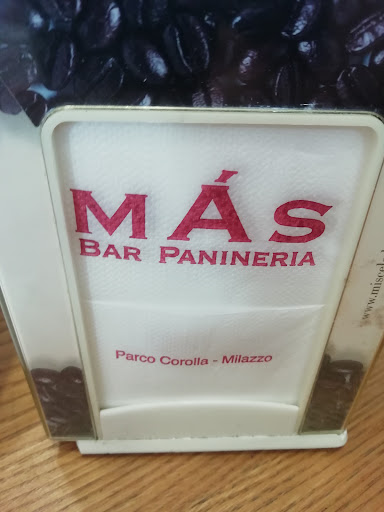 MÁS
BAR PANINERIA
Parco Corolla - Milazzo